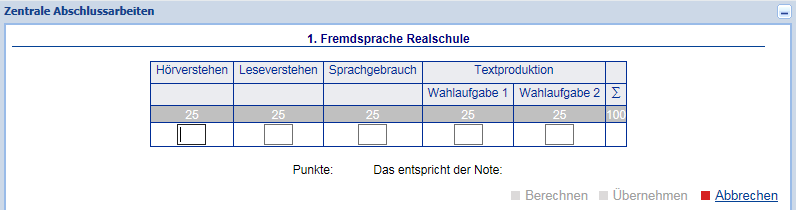 Zentrale Abschlussarbeiten
1. Fremdsprache Realschule
Hörverstehen Leseverstehen Sprachgebrauch Textproduktion
Wahlaufgabe 1 Wahlaufgabe 2 Σ
25 25 25 25 25 100
Punkte: Das entspricht der Note:
Berechnen Übernehmen Abbrechen